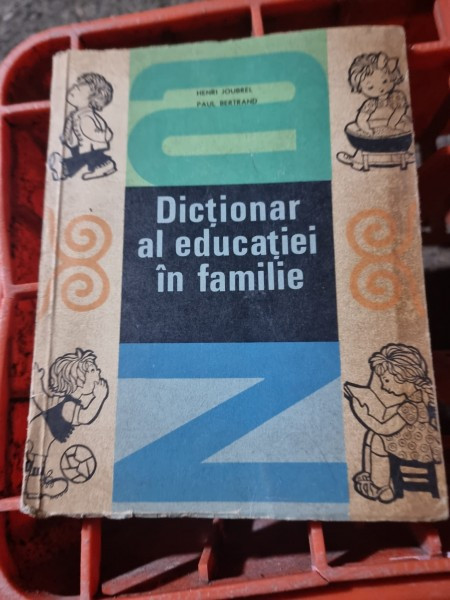 a
HENRI JOUBREL
PAUL BERTRAND
Dicționar
al educației
în familie
Z